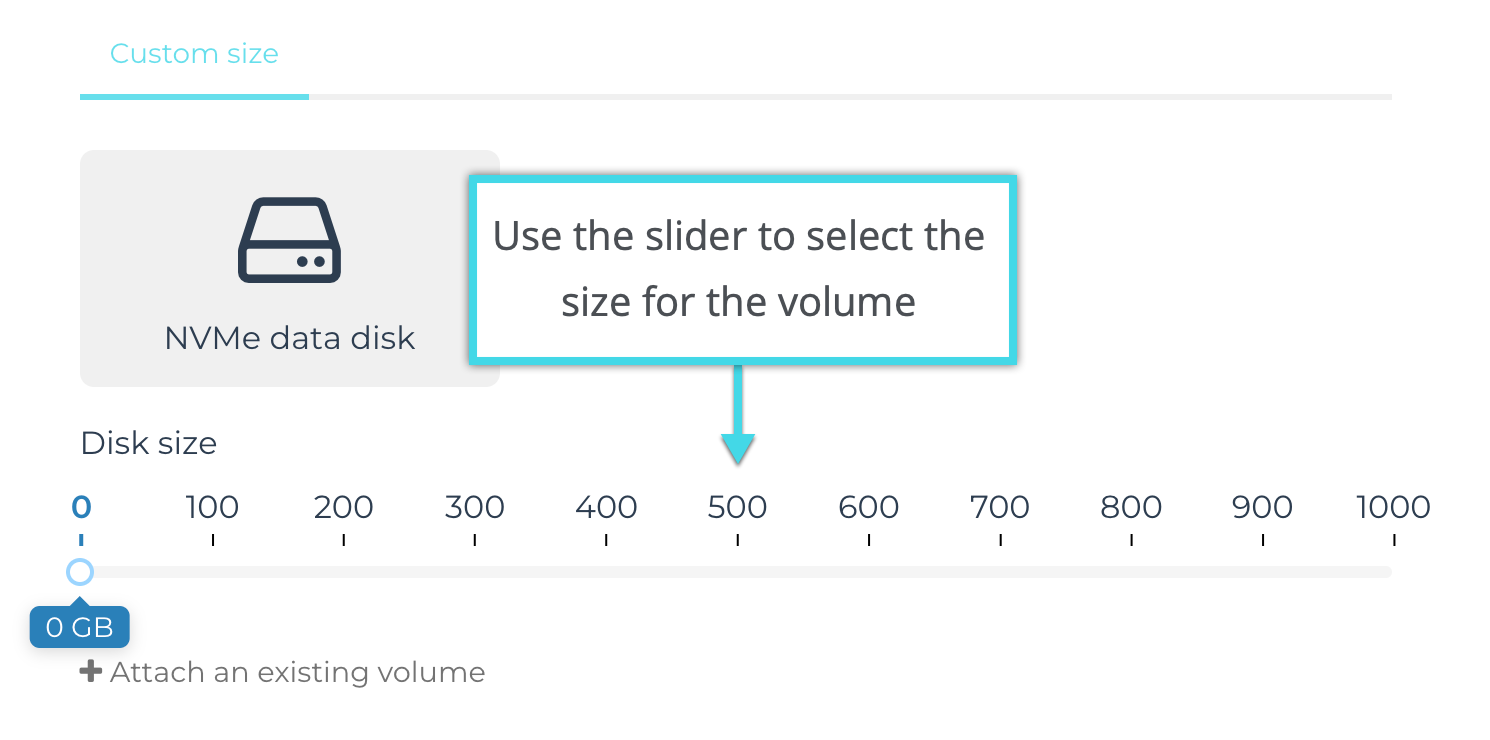 Custom size
Use the slider to select the
size for the volume
NVMe data disk
Disk size
0 100 200 300 400 500 600 700 800 900 1000
0 GB
Attach an existing volume